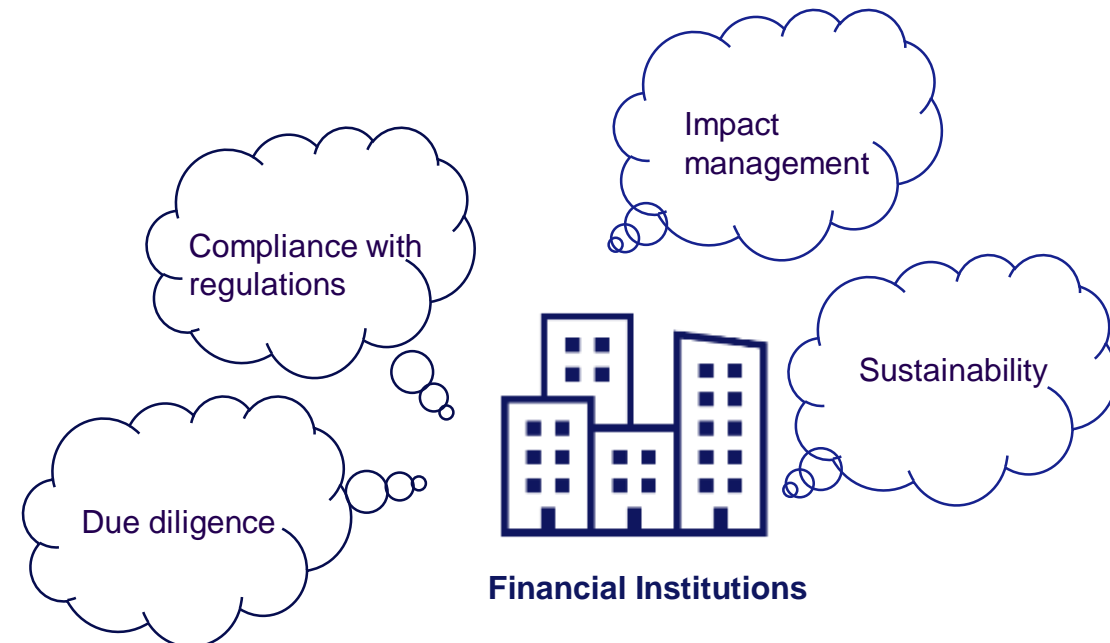 Impact
management
Compliance with
regulations
Sustainability
Due diligence
Financial Institutions